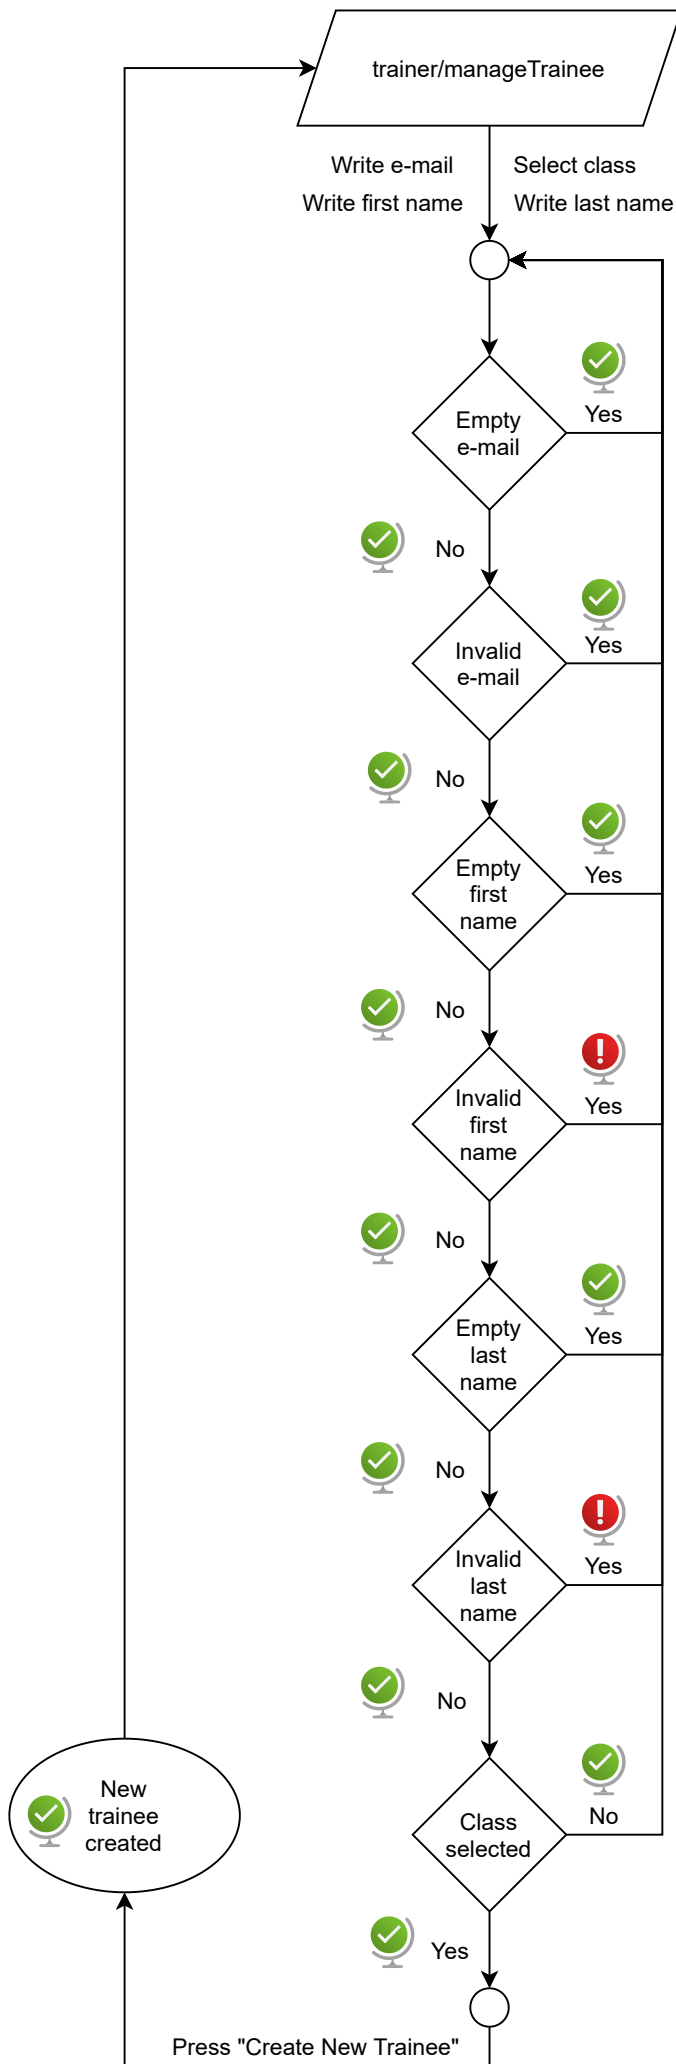 trainer/manageTrainee
Write e-mail
Select class
Write first name
Write last name
Empty
e-mail
Yes
No
Invalid
e-mail
Yes
No
Empty
first
name
Yes
No
Invalid
first
name
Yes
No
Empty
last
name
Yes
No
Invalid
last
name
Yes
No
New
trainee
created
Class
selected
No
Yes
Press "Create New Trainee"